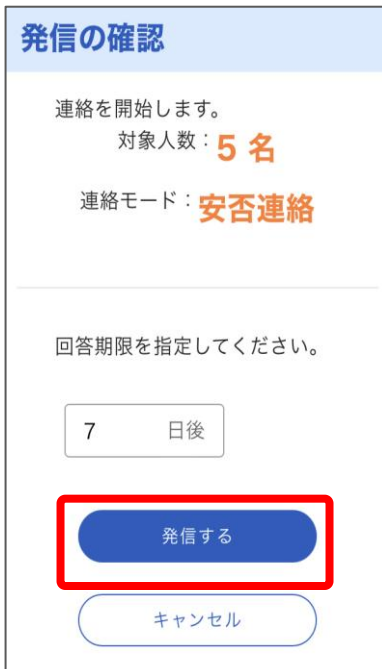 発信の確認
連絡を開始します。
対象人数：5 名
連絡モード：安否連絡
回答期限を指定してください。
7 日後
発信する
キャンセル